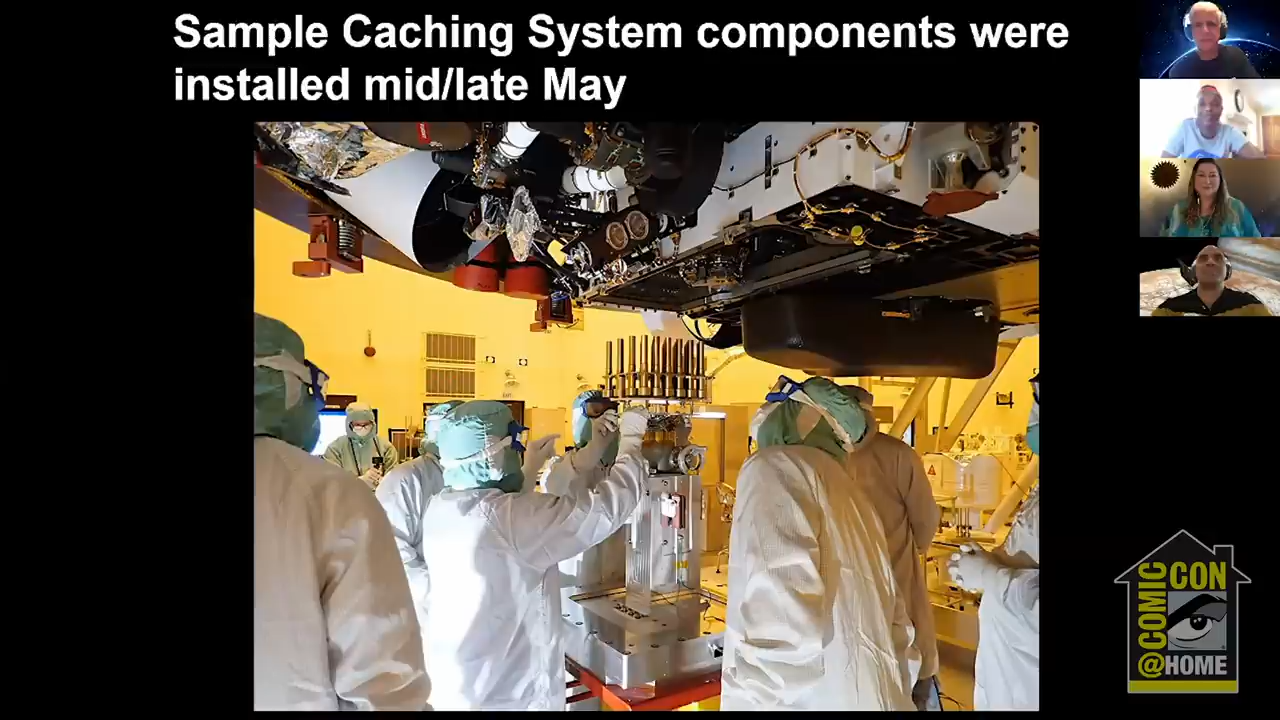 Sample Caching System components were
installed mid/late May
COMIC CON
@HOME